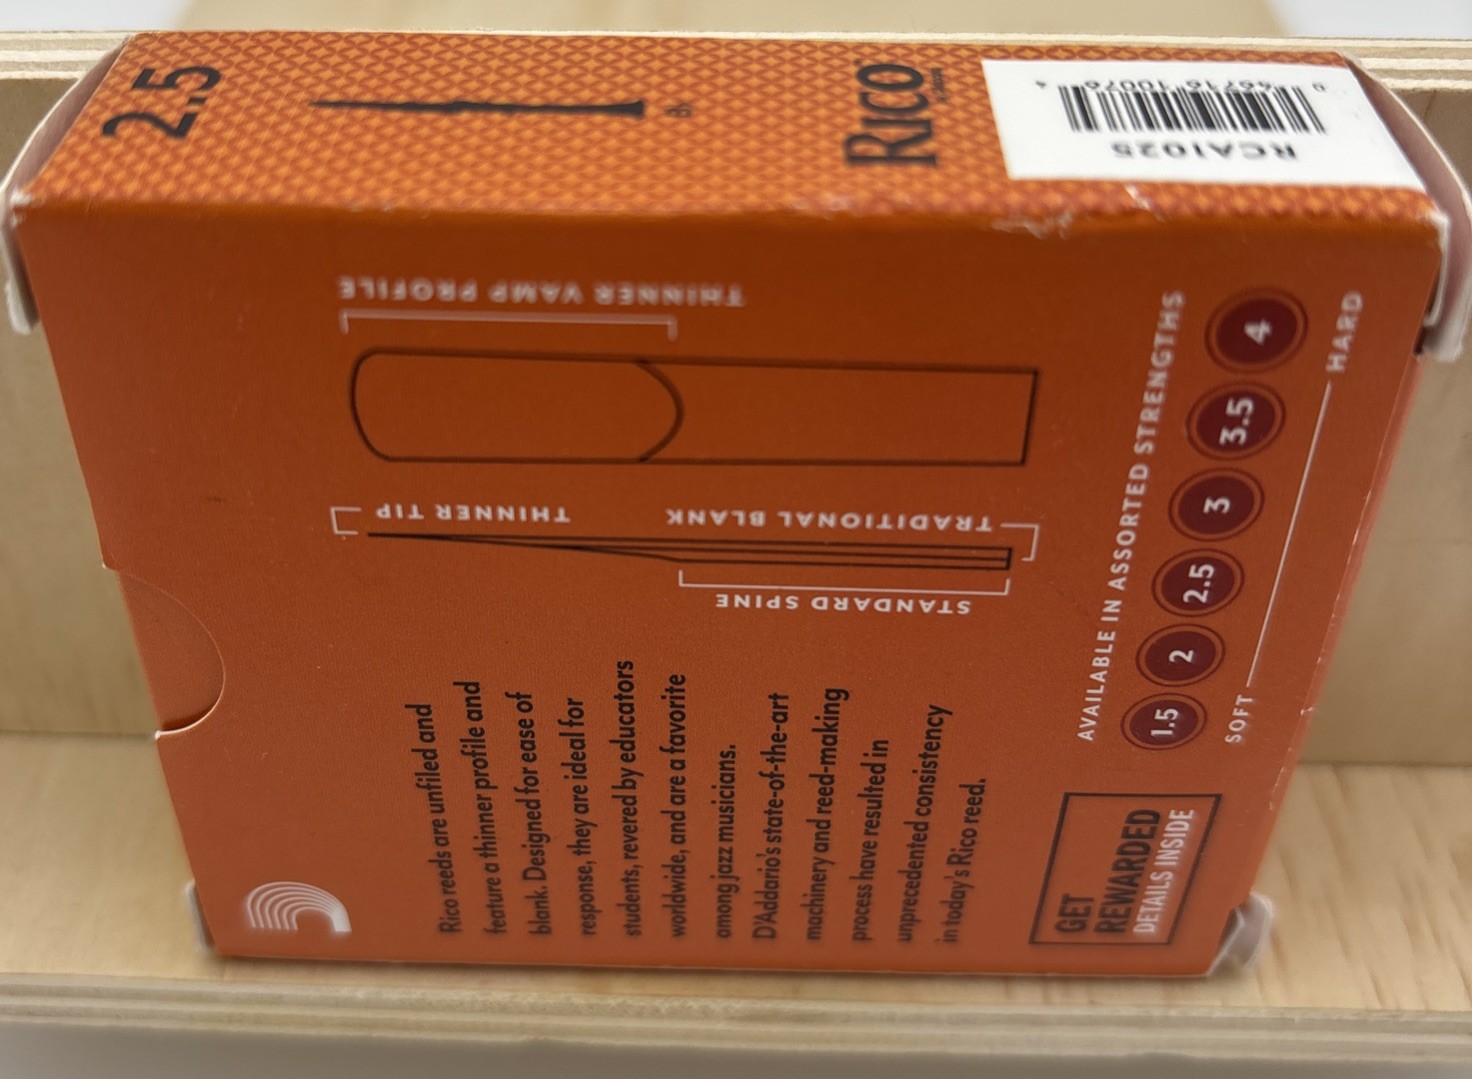 2.5
B♭
RICO
RCA1025
THINNER VAMP PROFILE
THINNER TIP
TRADITIONAL BLANK
STANDARD SPINE
Rico reeds are unfiled and
feature a thinner profile and
blank. Designed for ease of
response, they are ideal for
students, revered by educators
worldwide, and are a favorite
among jazz musicians.
D'Addario's state-of-the-art
machinery and reed-making
process have resulted in
unprecedented consistency
in today's Rico reed.
AVAILABLE IN ASSORTED STRENGTHS
1.5 2 2.5 3 3.5 4
SOFT HARD
GET
REWARDED
DETAILS INSIDE